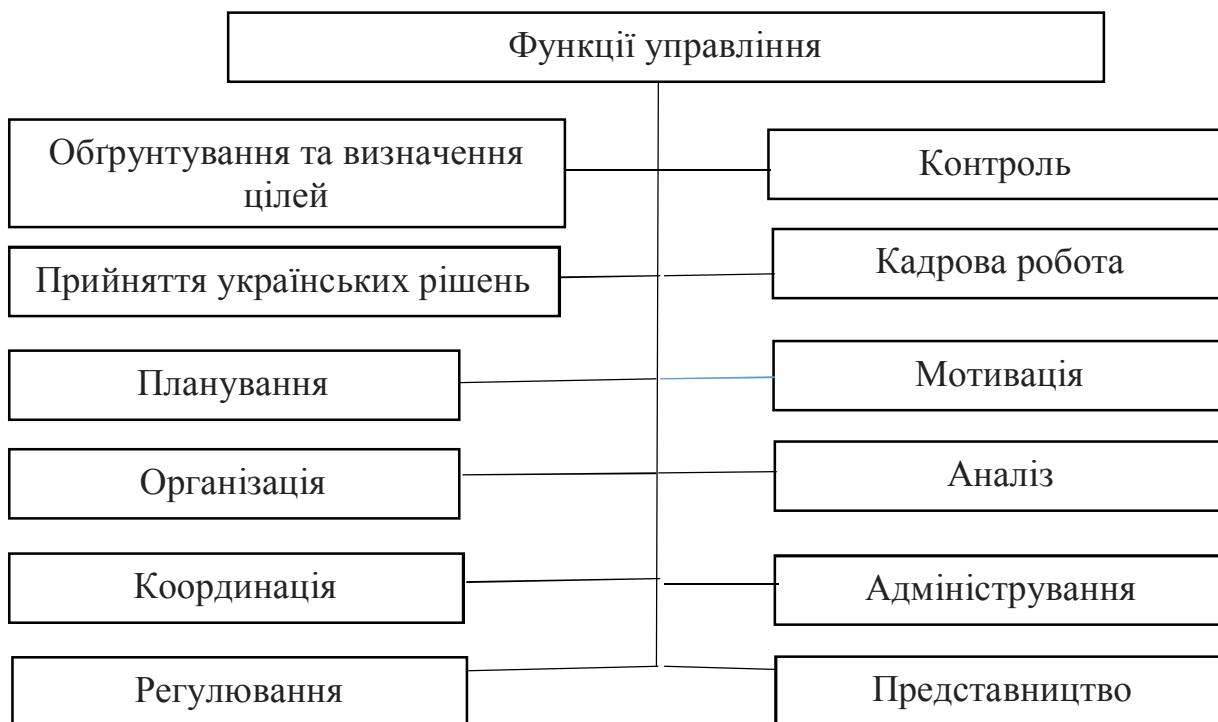 Функції управління
Обґрунтування та визначення
цілей
Контроль
Прийняття українських рішень
Кадрова робота
Планування
Мотивація
Організація
Аналіз
Координація
Адміністрування
Регулювання
Представництво